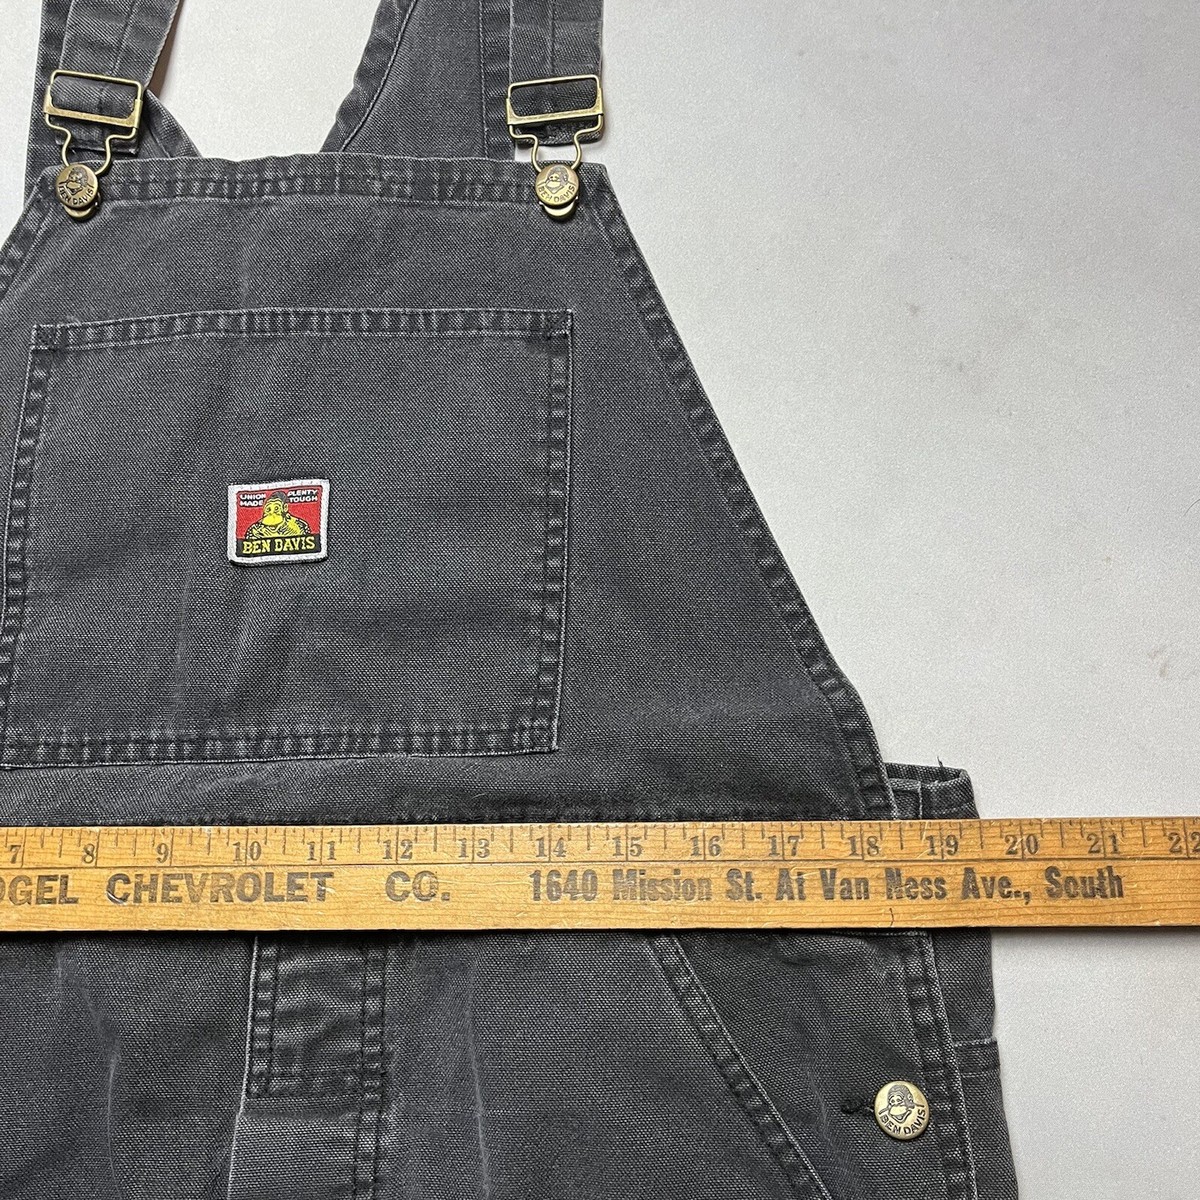 BEN DAVIS
BEN DAVIS
UNION MADE PLENTY TOUGH
BEN DAVIS
7 8 9 10 11 12 13 14 15 16 17 18 19 20 21 22
OGEL CHEVROLET CO. 1640 Mission St. At Van Ness Ave., South
BEN DAVIS